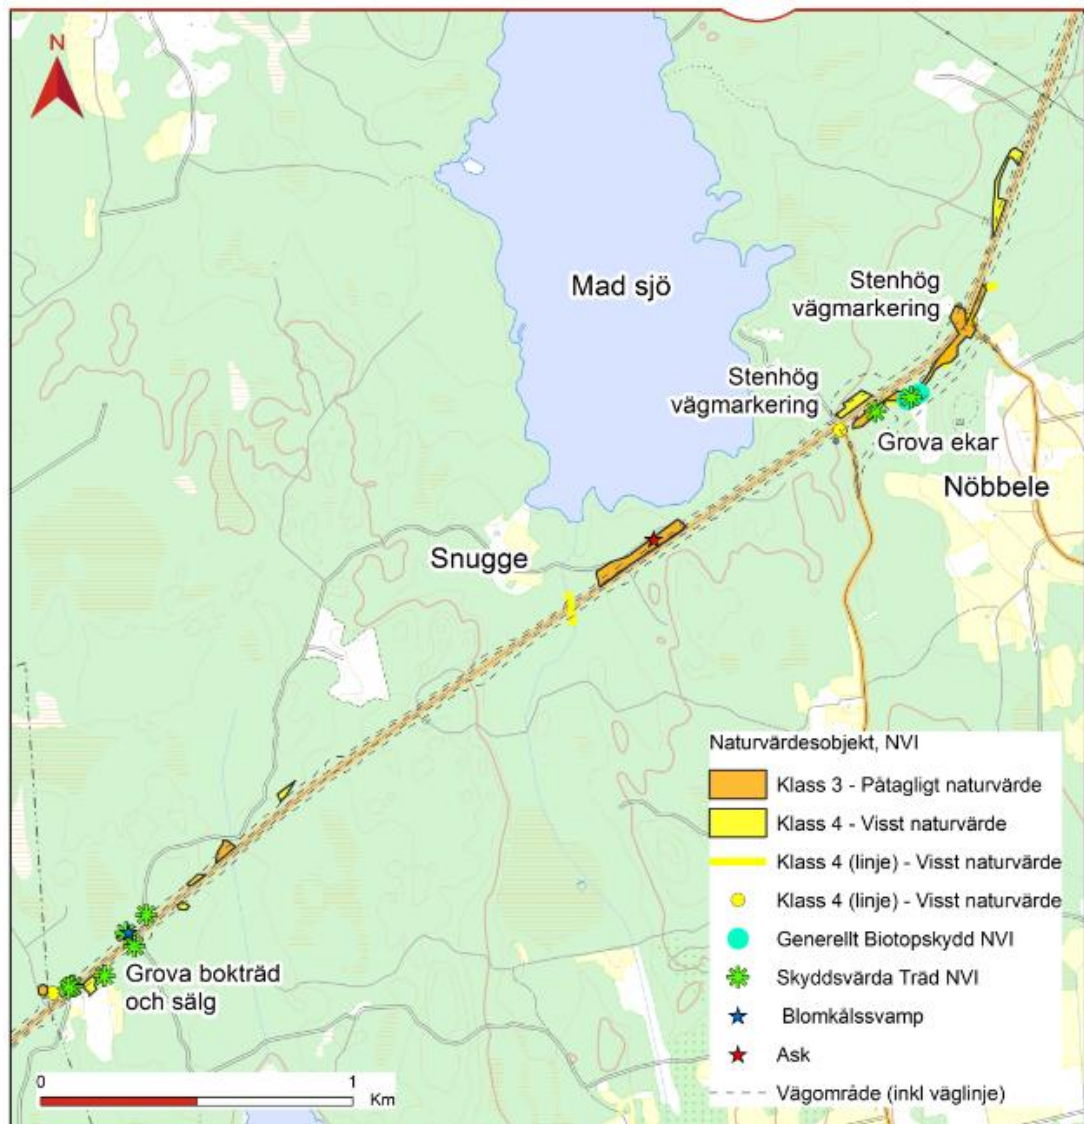 N
Mad sjö
Stenhög
vägmarkering
Stenhög
vägmarkering
Grova ekar
Nöbbele
Snugge
Grova bokträd
och sälg
Naturvärdesobjekt, NVI
Klass 3 - Påtagligt naturvärde
Klass 4 - Visst naturvärde
Klass 4 (linje) - Visst naturvärde
Klass 4 (linje) - Visst naturvärde
Generellt Biotopskydd NVI
Skyddsvärda Träd NVI
Blomkålssvamp
Ask
Vägområde (inkl väglinje)
0 1
Km